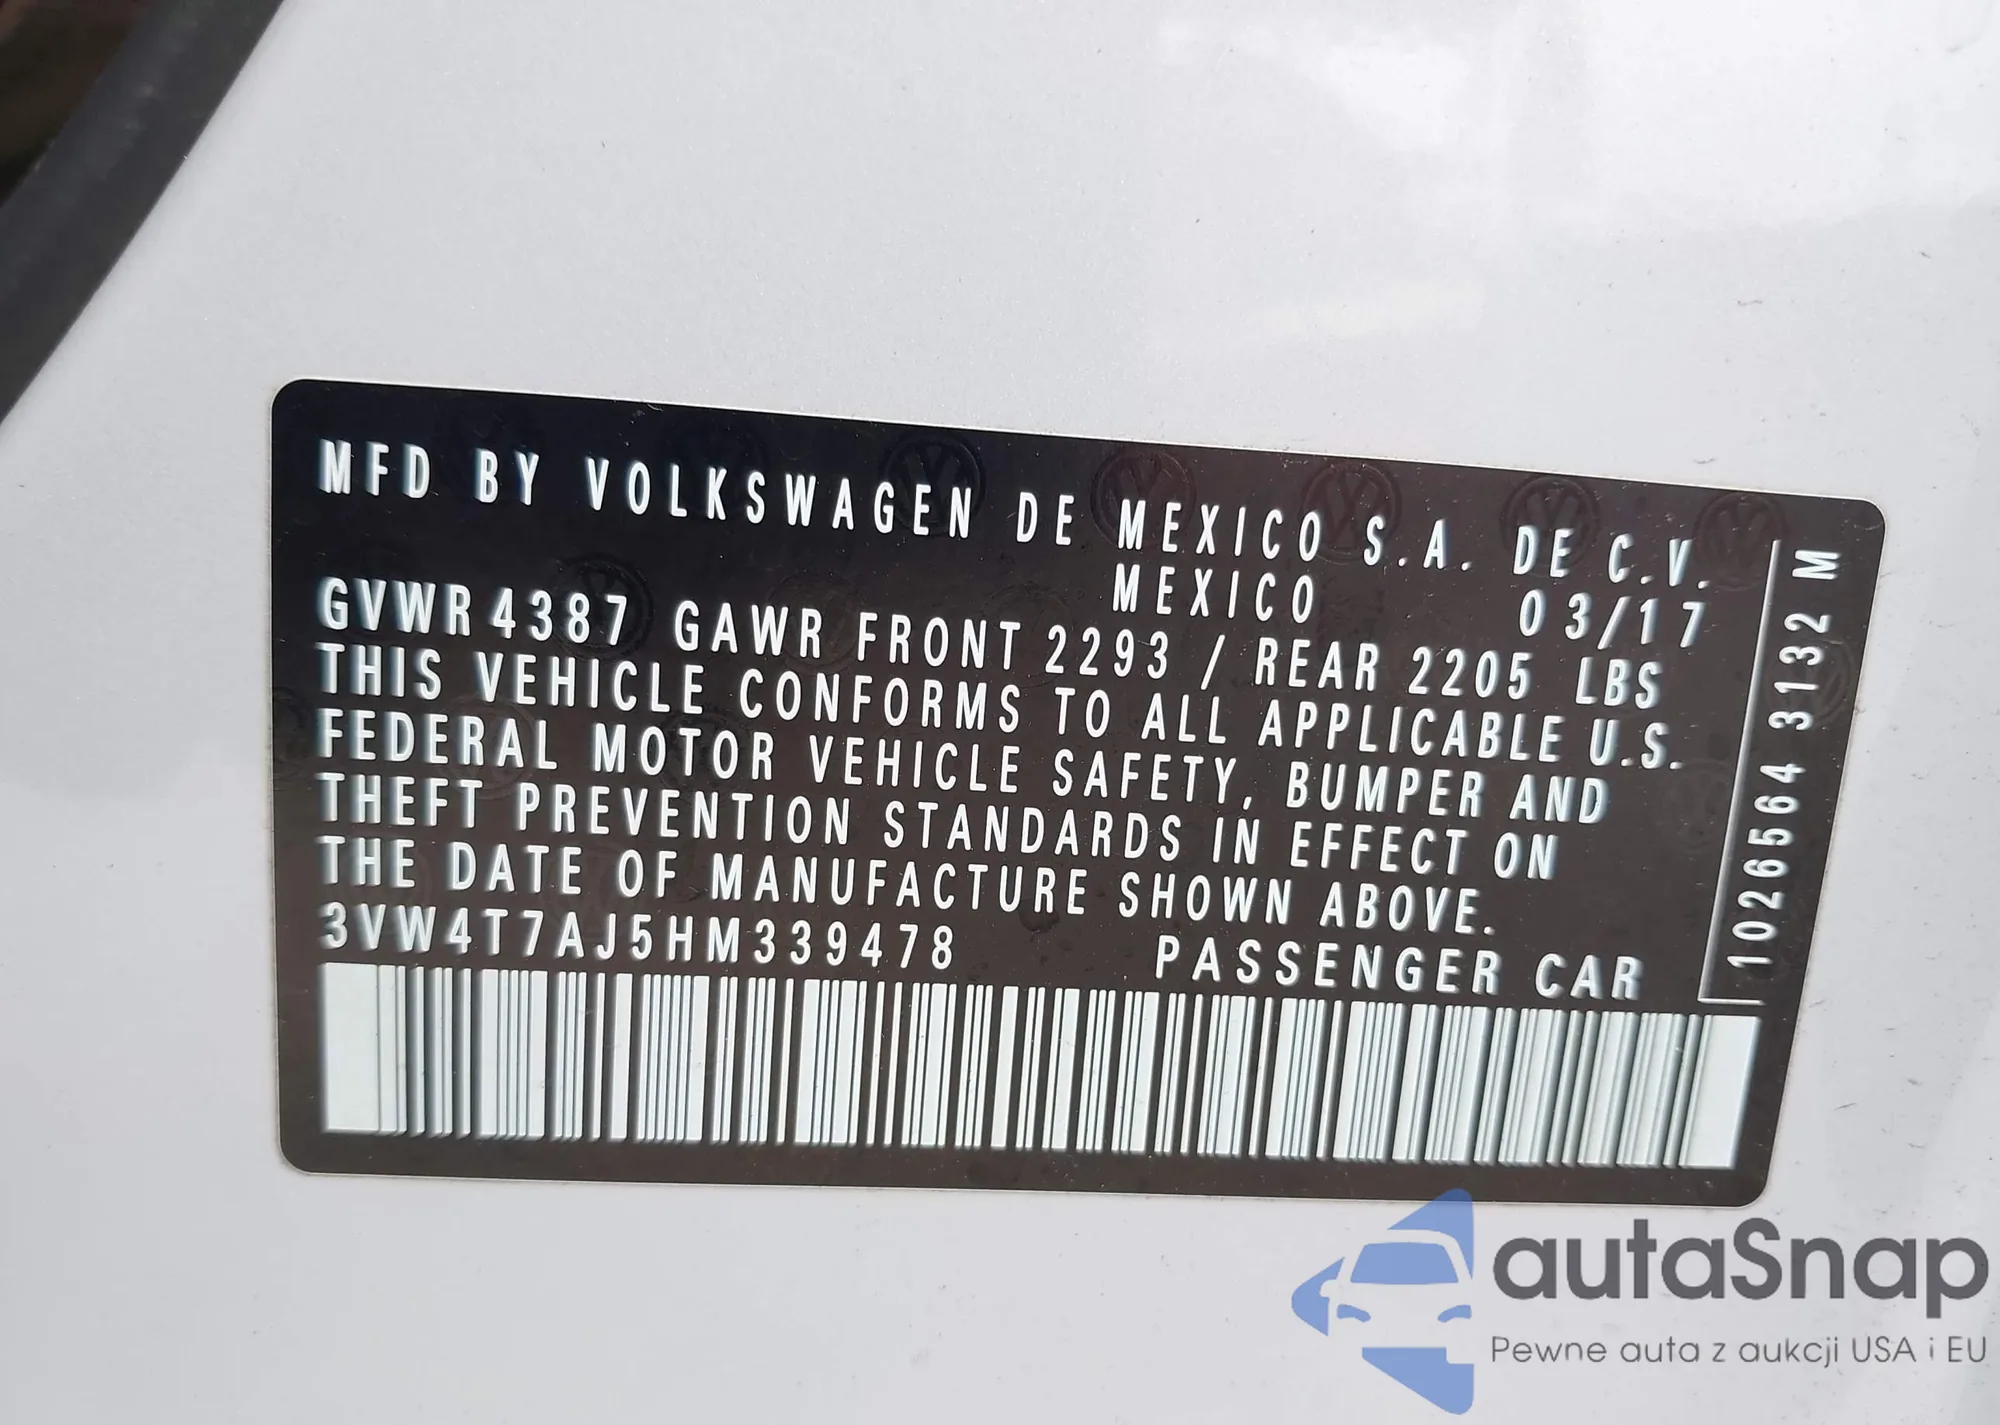 MFD BY VOLKSWAGEN DE MEXICO S.A. DE C.V.
MEXICO 03/17
GVWR 4387 GAWR FRONT 2293 / REAR 2205 LBS
THIS VEHICLE CONFORMS TO ALL APPLICABLE U.S.
FEDERAL MOTOR VEHICLE SAFETY, BUMPER AND
THEFT PREVENTION STANDARDS IN EFFECT ON
THE DATE OF MANUFACTURE SHOWN ABOVE.
3VW4T7AJ5HM339478 PASSENGER CAR
1026564 3132 M
autaSnap
Pewne auta z aukcji USA i EU